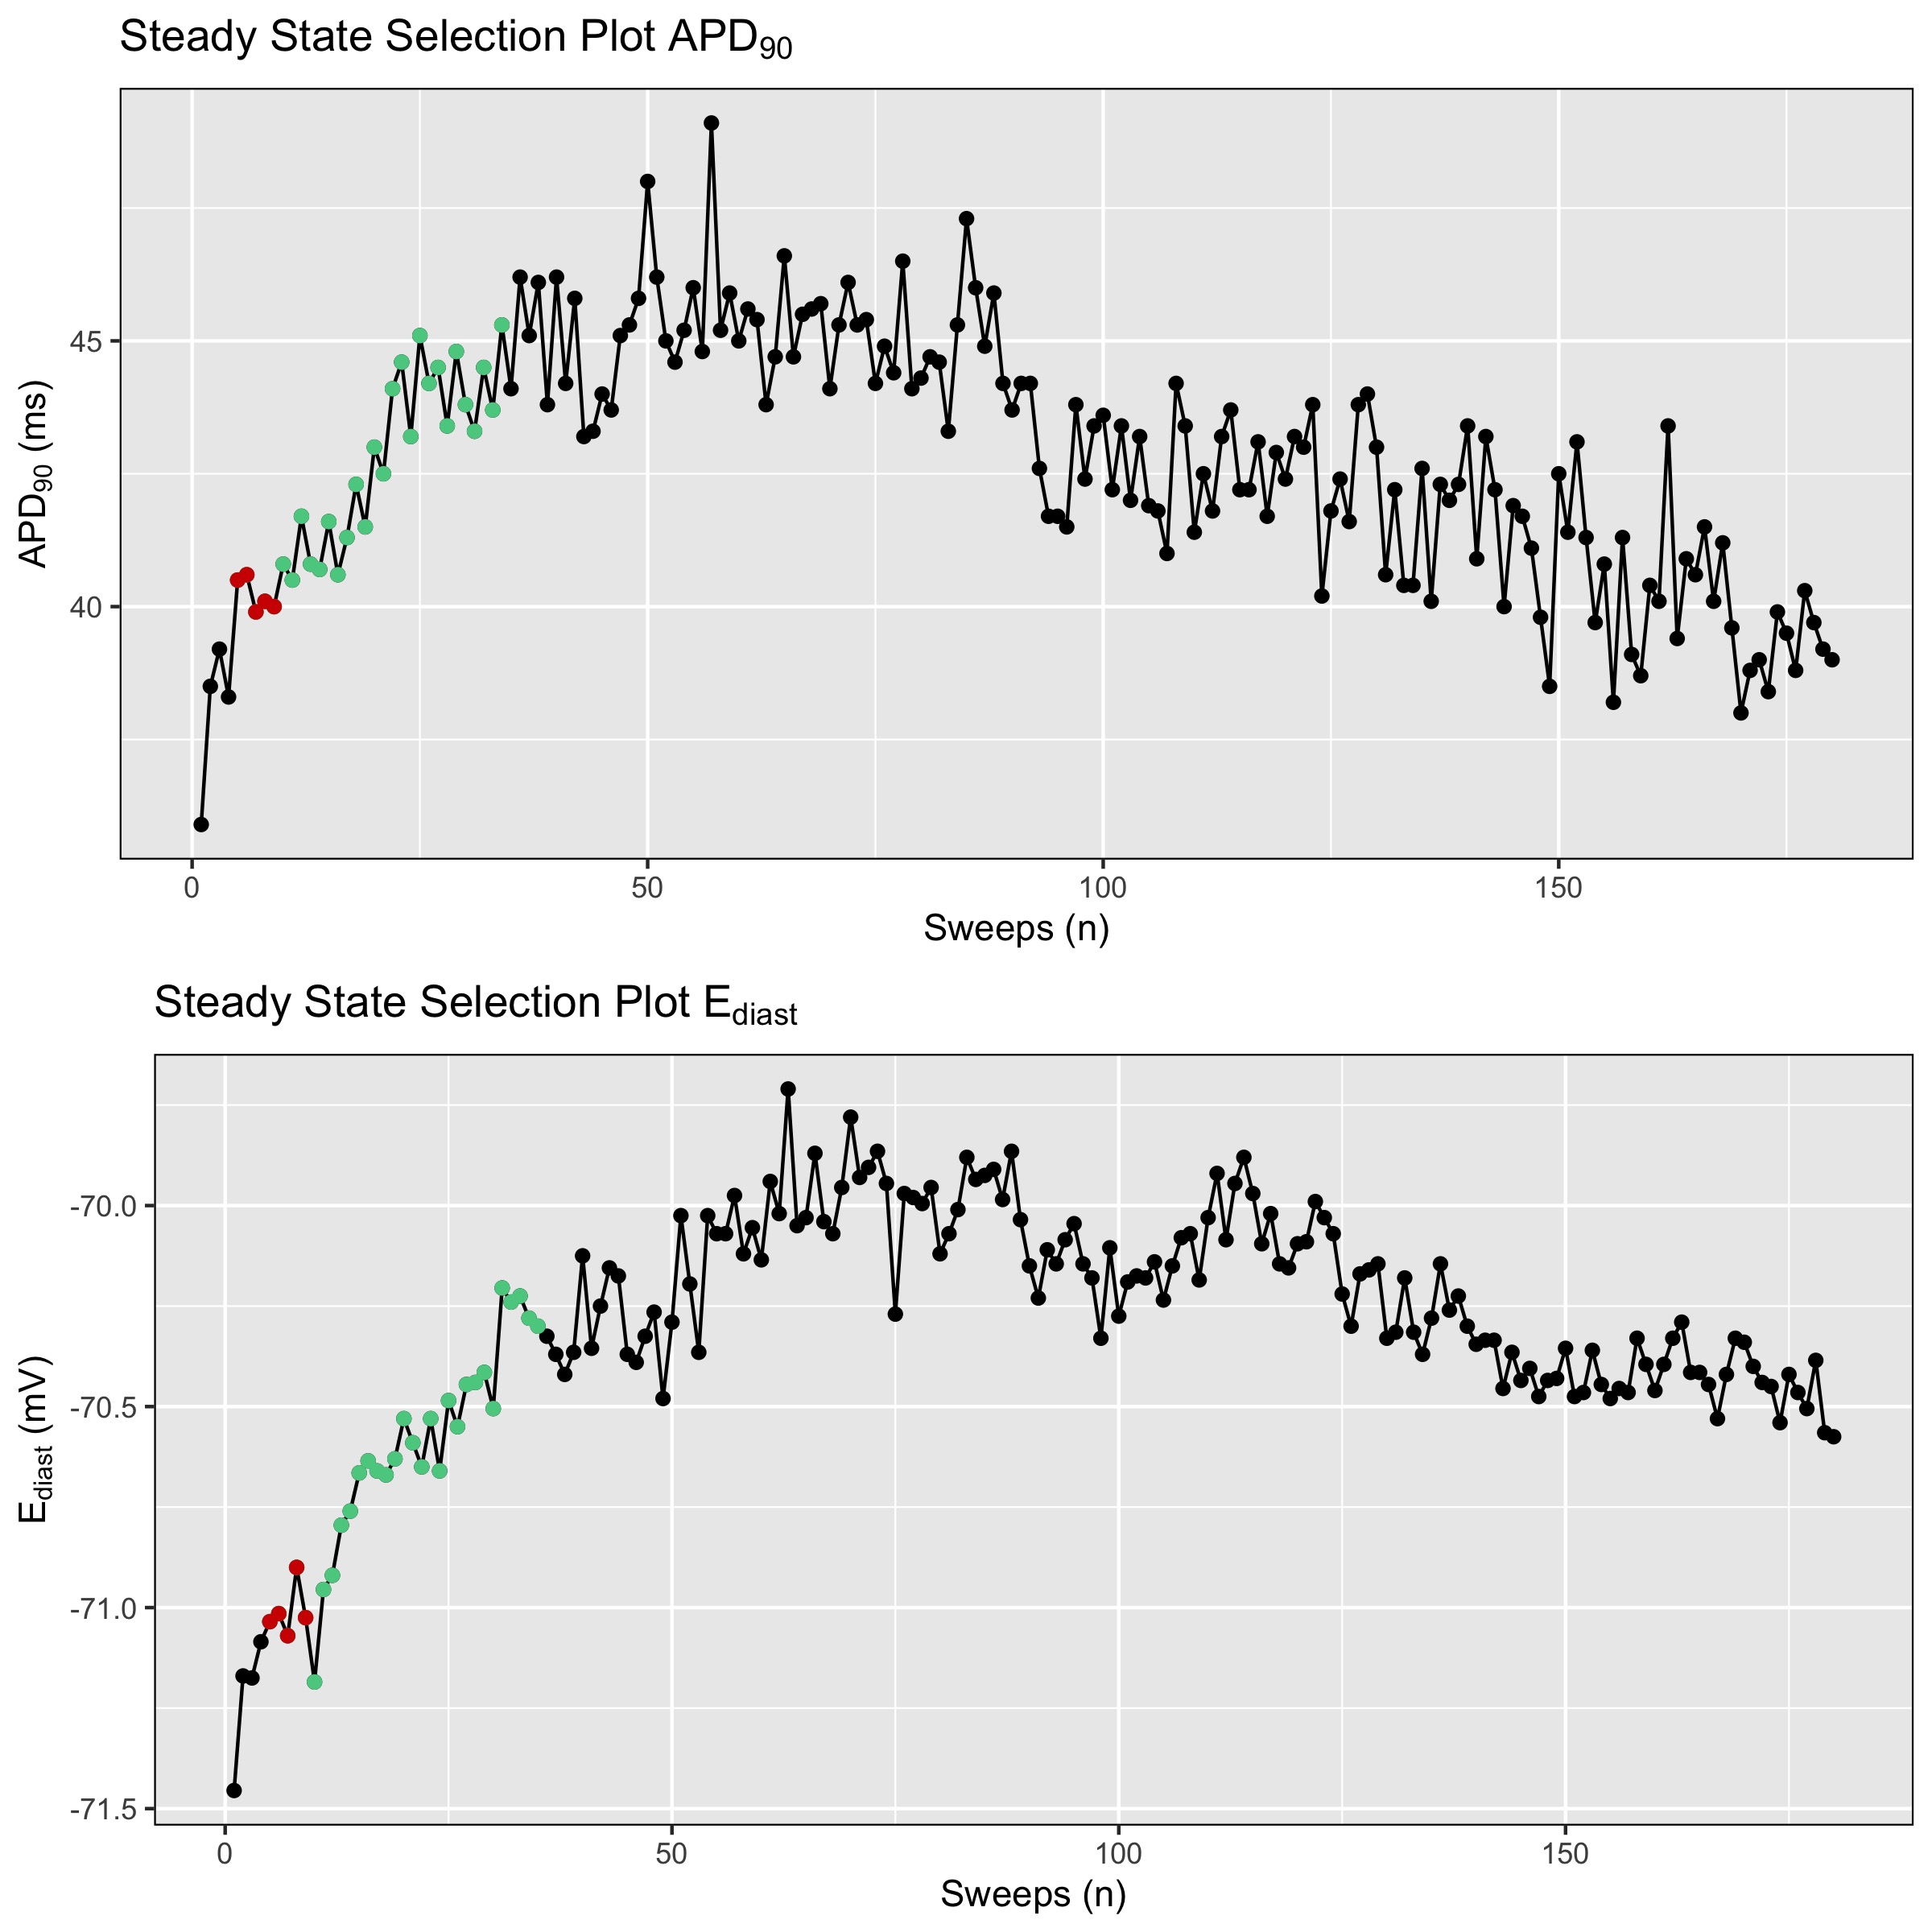 Steady State Selection Plot APD90
APD90 (ms)
45
40
0 50 100 150
Sweeps (n)
Steady State Selection Plot Ediast
Ediast (mV)
-70.0
-70.5
-71.0
-71.5
0 50 100 150
Sweeps (n)